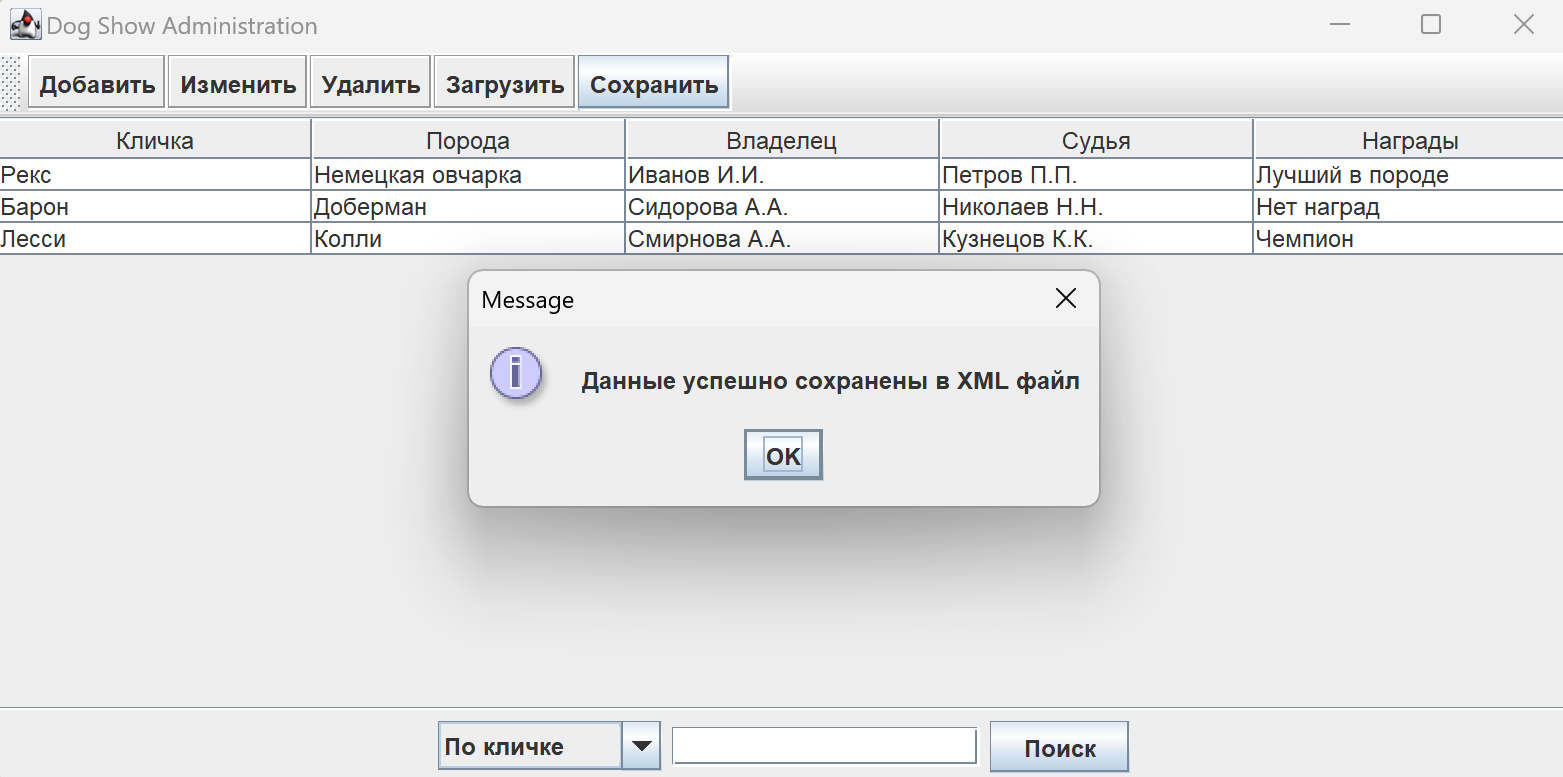 Dog Show Administration
Добавить Изменить Удалить Загрузить Сохранить
Кличка Порода Владелец Судья Награды
Рекс Немецкая овчарка Иванов И.И. Петров П.П. Лучший в породе
Барон Доберман Сидорова А.А. Николаев Н.Н. Нет наград
Лесси Колли Смирнова А.А. Кузнецов К.К. Чемпион
Message
Данные успешно сохранены в XML файл
OK
По кличке Поиск